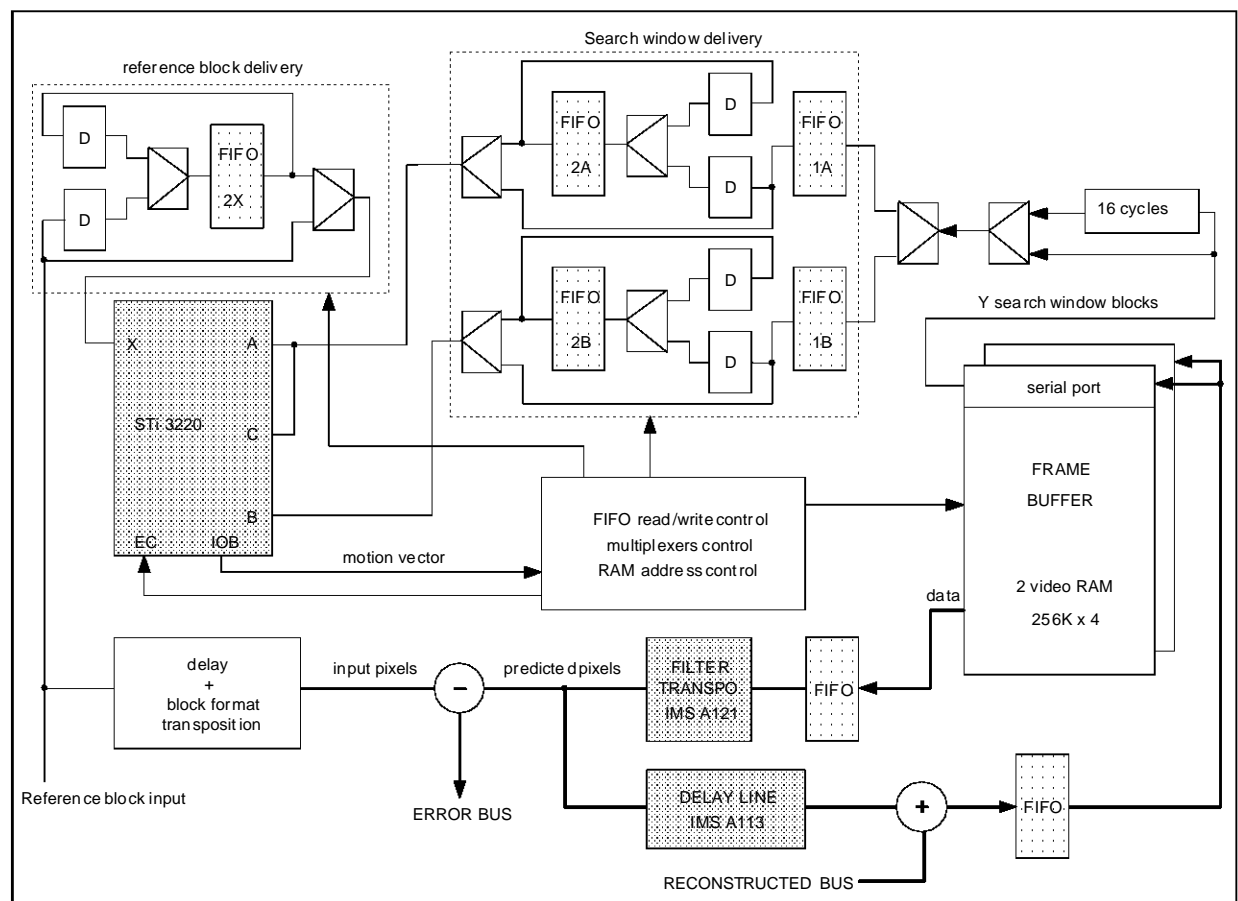 Search window delivery
reference block delivery
D
FIFO
2X
D
FIFO
2A
D
D
FIFO
1A
16 cycles
FIFO
2B
D
D
FIFO
1B
Y search window blocks
X
A
STi 3220
C
B
EC
IOB
motion vector
FIFO read/write control
multiplexers control
RAM address control
serial port
FRAME
BUFFER
2 video RAM
256K x 4
data
delay
+
block format
transposition
input pixels
−
predicted pixels
FILTER
TRANSPO.
IMS A121
FIFO
Reference block input
ERROR BUS
DELAY LINE
IMS A113
+
FIFO
RECONSTRUCTED BUS